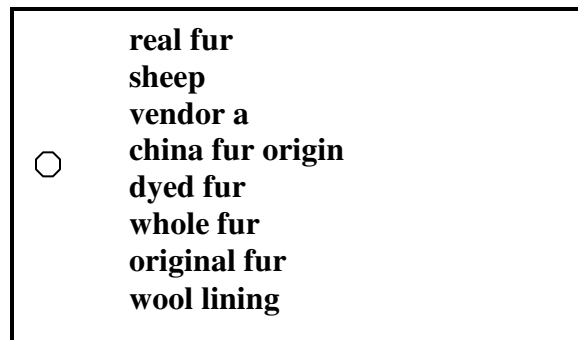 real fur
sheep
vendor a
china fur origin
dyed fur
whole fur
original fur
wool lining